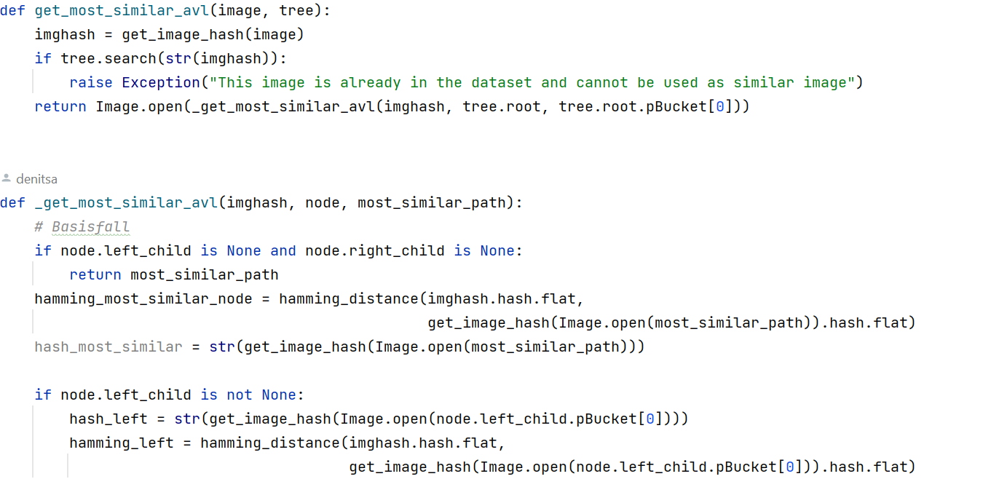 def get_most_similar_avl(image, tree):
    imghash = get_image_hash(image)
    if tree.search(str(imghash)):
        raise Exception("This image is already in the dataset and cannot be used as similar image")
    return Image.open(_get_most_similar_avl(imghash, tree.root, tree.root.pBucket[0]))
denitsa
def _get_most_similar_avl(imghash, node, most_similar_path):
    # Basisfall
    if node.left_child is None and node.right_child is None:
        return most_similar_path
    hamming_most_similar_node = hamming_distance(imghash.hash.flat,
                                                 get_image_hash(Image.open(most_similar_path)).hash.flat)
    hash_most_similar = str(get_image_hash(Image.open(most_similar_path)))
    if node.left_child is not None:
        hash_left = str(get_image_hash(Image.open(node.left_child.pBucket[0])))
        hamming_left = hamming_distance(imghash.hash.flat,
                                        get_image_hash(Image.open(node.left_child.pBucket[0])).hash.flat)